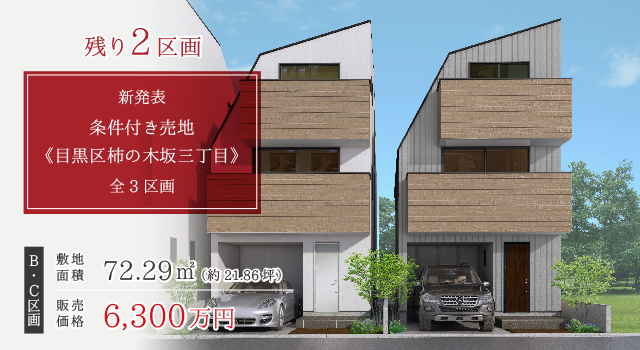 残り2区画
新発表
条件付き売地
《目黒区柿の木坂三丁目》
全3区画
B・C区画
敷地面積 72.29㎡(約21.86坪)
販売価格 6,300万円